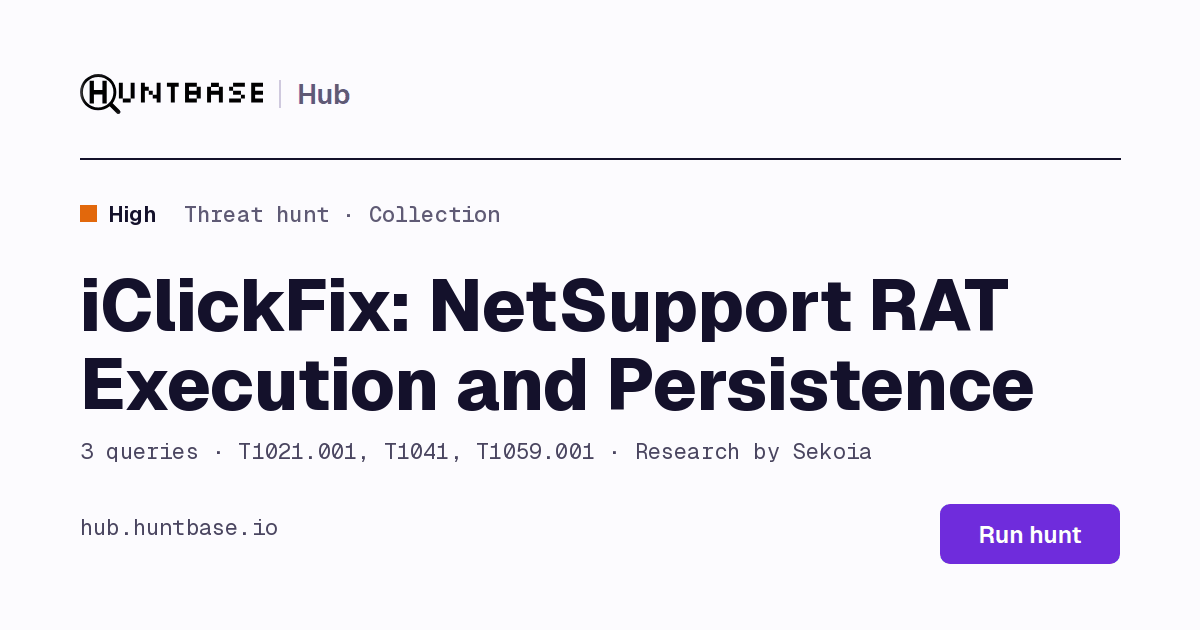 HUNTBASE | Hub
High Threat hunt · Collection
iClickFix: NetSupport RAT
Execution and Persistence
3 queries · T1021.001, T1041, T1059.001 · Research by Sekoia
hub.huntbase.io
Run hunt